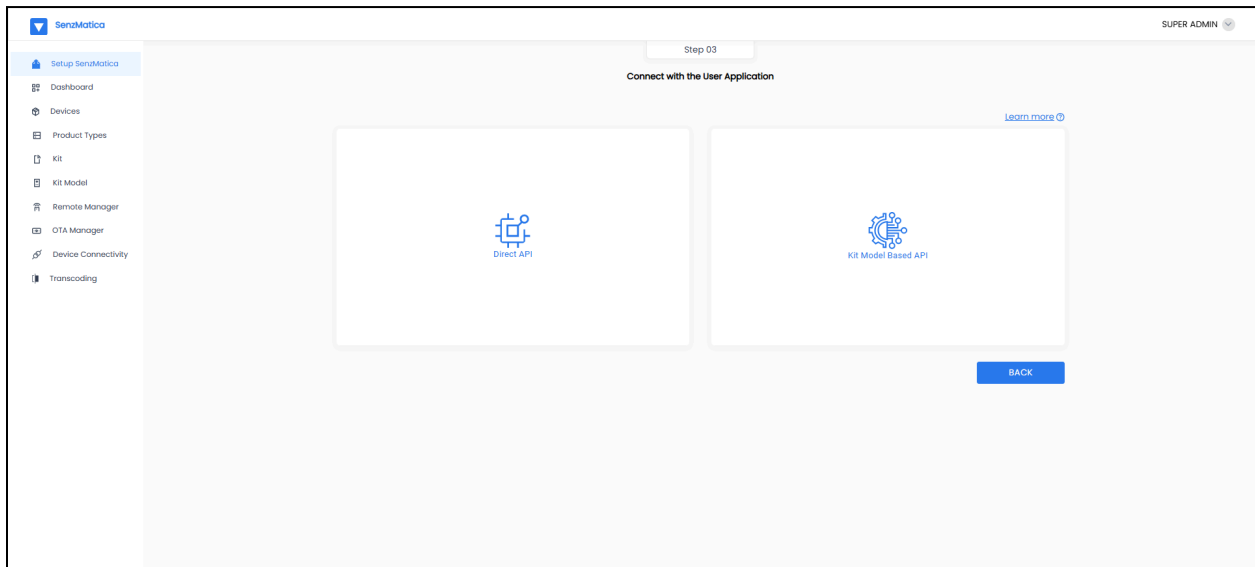 SenzMatica
SUPER ADMIN
Setup SenzMatica
Dashboard
Devices
Product Types
Kit
Kit Model
Remote Manager
OTA Manager
Device Connectivity
Transcoding
Step 03
Connect with the User Application
Learn more
Direct API
Kit Model Based API
BACK